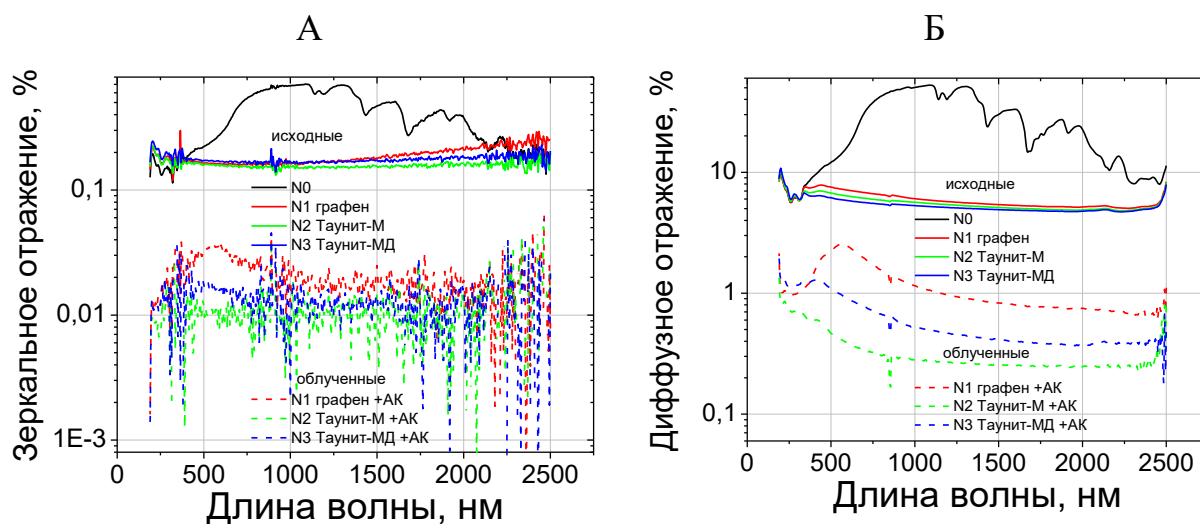 А
Зеркальное отражение, %
0,1
0,01
1E-3
исходные
N0
N1 графен
N2 Таунит-М
N3 Таунит-МД
облученные
N1 графен +АК
N2 Таунит-М +АК
N3 Таунит-МД +АК
0 500 1000 1500 2000 2500
Длина волны, нм
Б
Диффузное отражение, %
10
1
0,1
исходные
N0
N1 графен
N2 Таунит-М
N3 Таунит-МД
облученные
N1 графен +АК
N2 Таунит-М +АК
N3 Таунит-МД +АК
0 500 1000 1500 2000 2500
Длина волны, нм